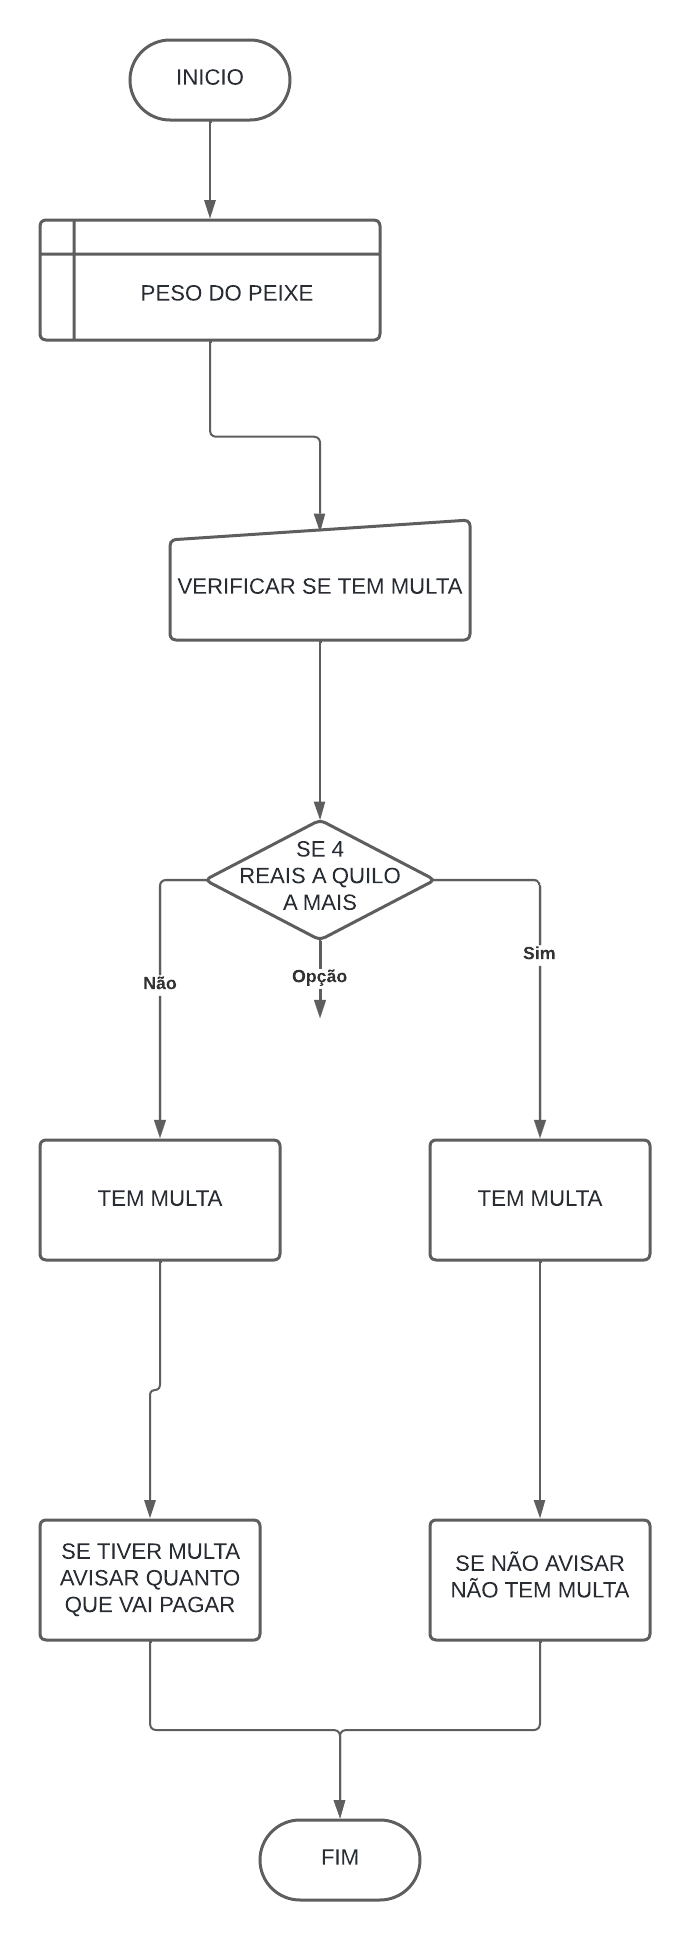 INICIO
PESO DO PEIXE
VERIFICAR SE TEM MULTA
SE 4
REAIS A QUILO
A MAIS
Não
Opção
Sim
TEM MULTA
TEM MULTA
SE TIVER MULTA
AVISAR QUANTO
QUE VAI PAGAR
SE NÃO AVISAR
NÃO TEM MULTA
FIM